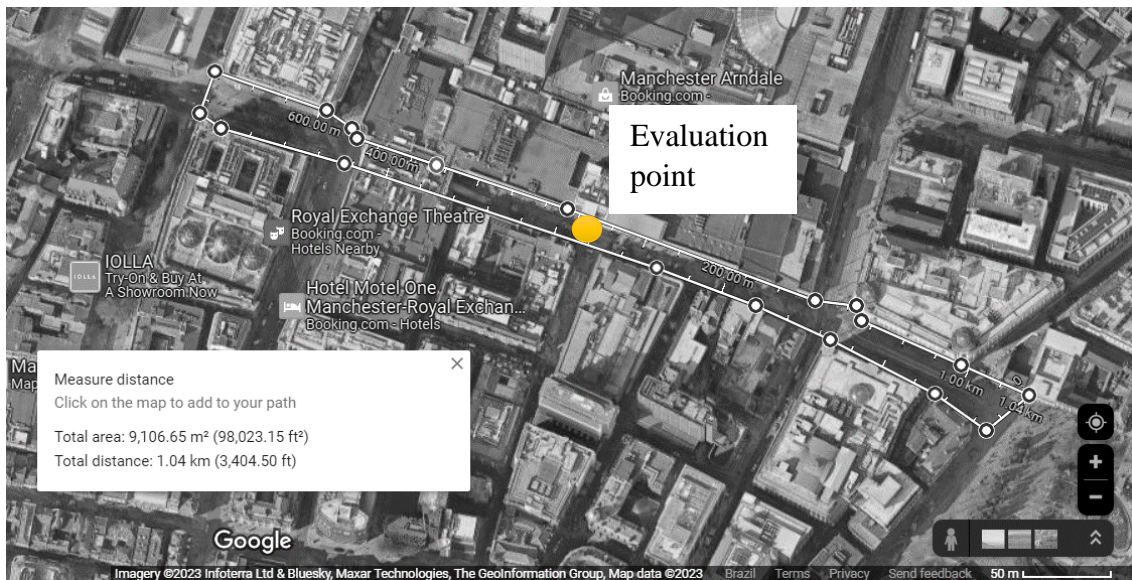 Manchester Arndale
Booking.com -
Evaluation
point
600.00 m
400.00 m
Royal Exchange Theatre
Booking.com -
Hotels Nearby
IOLLA
IOLLA
Try-On & Buy At
A Showroom Now
200.00 m
Hotel Motel One
Manchester-Royal Exchan...
Booking.com - Hotels
Ma
Map
Measure distance
Click on the map to add to your path
Total area: 9,106.65 m² (98,023.15 ft²)
Total distance: 1.04 km (3,404.50 ft)
0
1.00 km
1.04 km
Google
Imagery ©2023 Infoterra Ltd & Bluesky, Maxar Technologies, The GeoInformation Group, Map data ©2023 Brazil Terms Privacy Send feedback 50 m